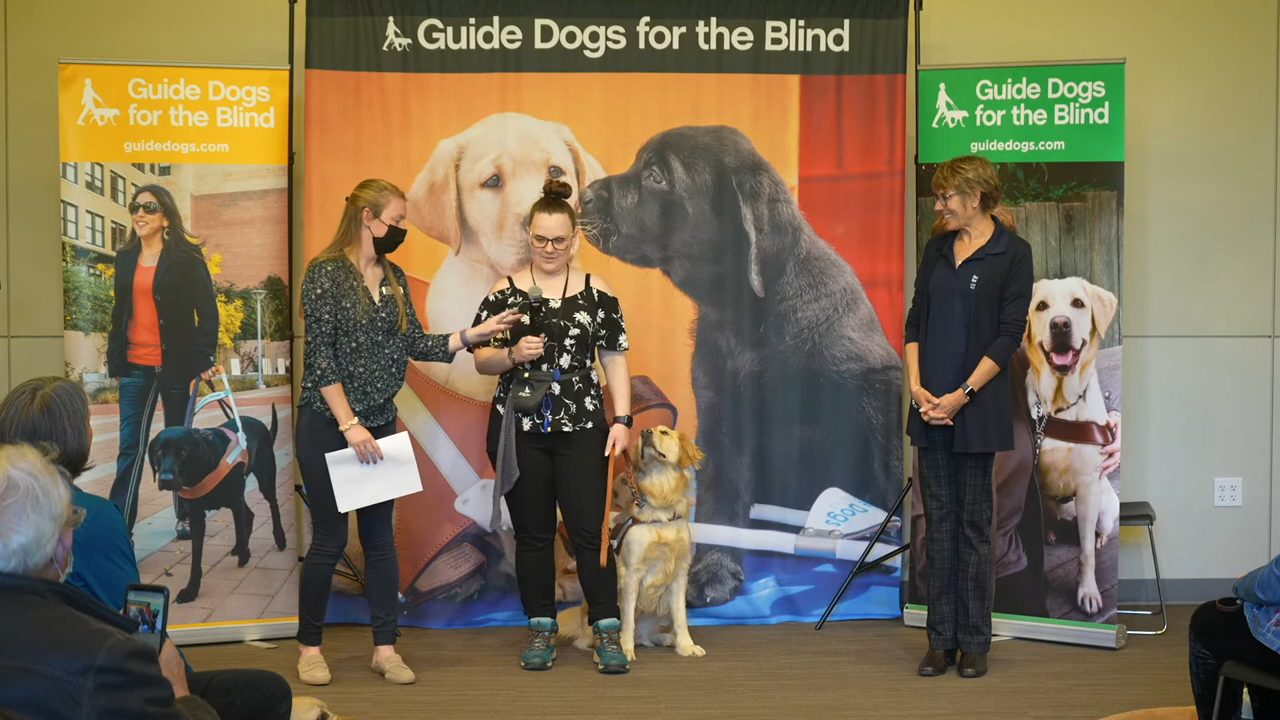 Guide Dogs for the Blind
Guide Dogs
for the Blind
guidedogs.com
Guide Dogs
for the Blind
guidedogs.com
Dogs